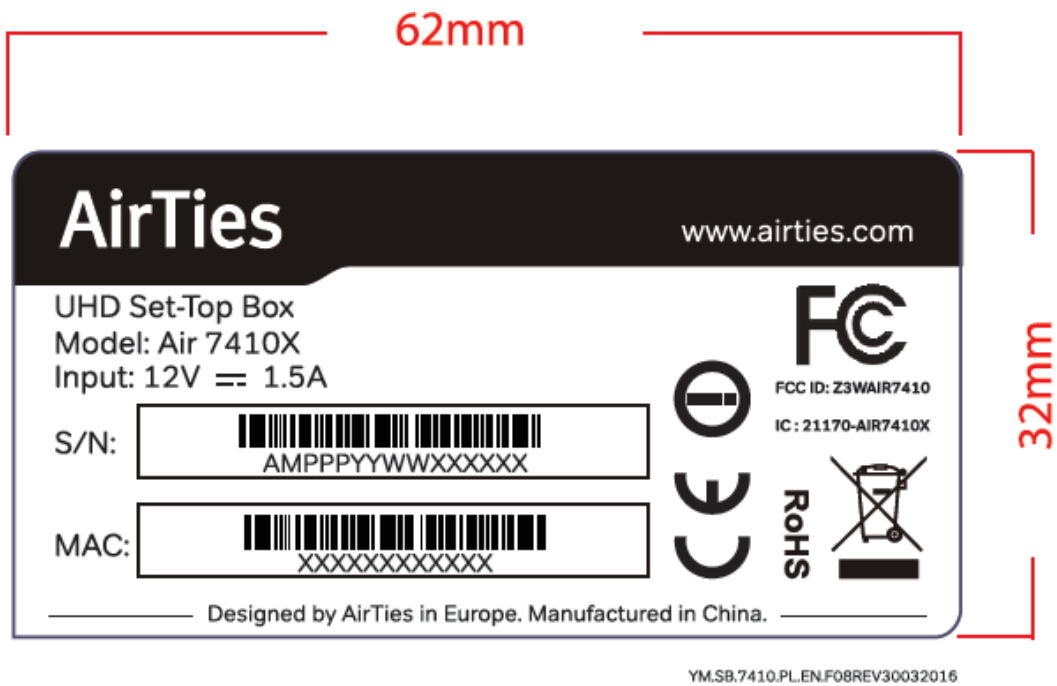 62mm
AirTies
www.airties.com
UHD Set-Top Box
Model: Air 7410X
Input: 12V ⎓ 1.5A
FC
FCC ID: Z3WAIR7410
IC : 21170-AIR7410X
S/N:
AMPPPYYWWXXXXXX
MAC:
XXXXXXXXXXXX
CE
RoHS
32mm
Designed by AirTies in Europe. Manufactured in China.
YM.SB.7410.PL.EN.F08REV30032016